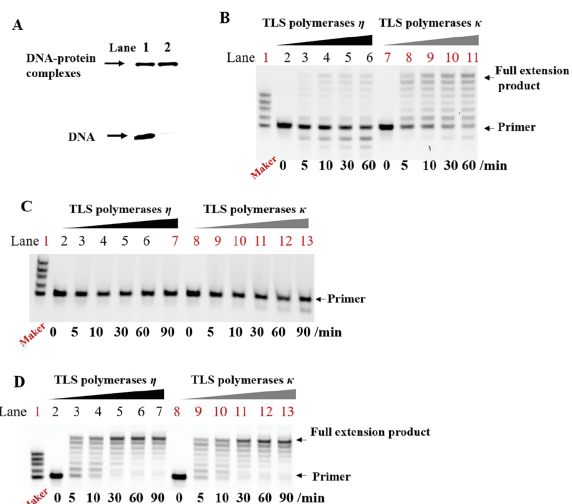 A
Lane 1 2
DNA-protein
complexes
DNA
B
TLS polymerases η TLS polymerases κ
Lane 1 2 3 4 5 6 7 8 9 10 11
Full extension
product
Primer
Maker 0 5 10 30 60 0 5 10 30 60 /min
C
TLS polymerases η TLS polymerases κ
Lane 1 2 3 4 5 6 7 8 9 10 11 12 13
Primer
Maker 0 5 10 30 60 90 0 5 10 30 60 90 /min
D
TLS polymerases η TLS polymerases κ
Lane 1 2 3 4 5 6 7 8 9 10 11 12 13
Full extension product
Primer
Maker 0 5 10 30 60 90 0 5 10 30 60 90 /min